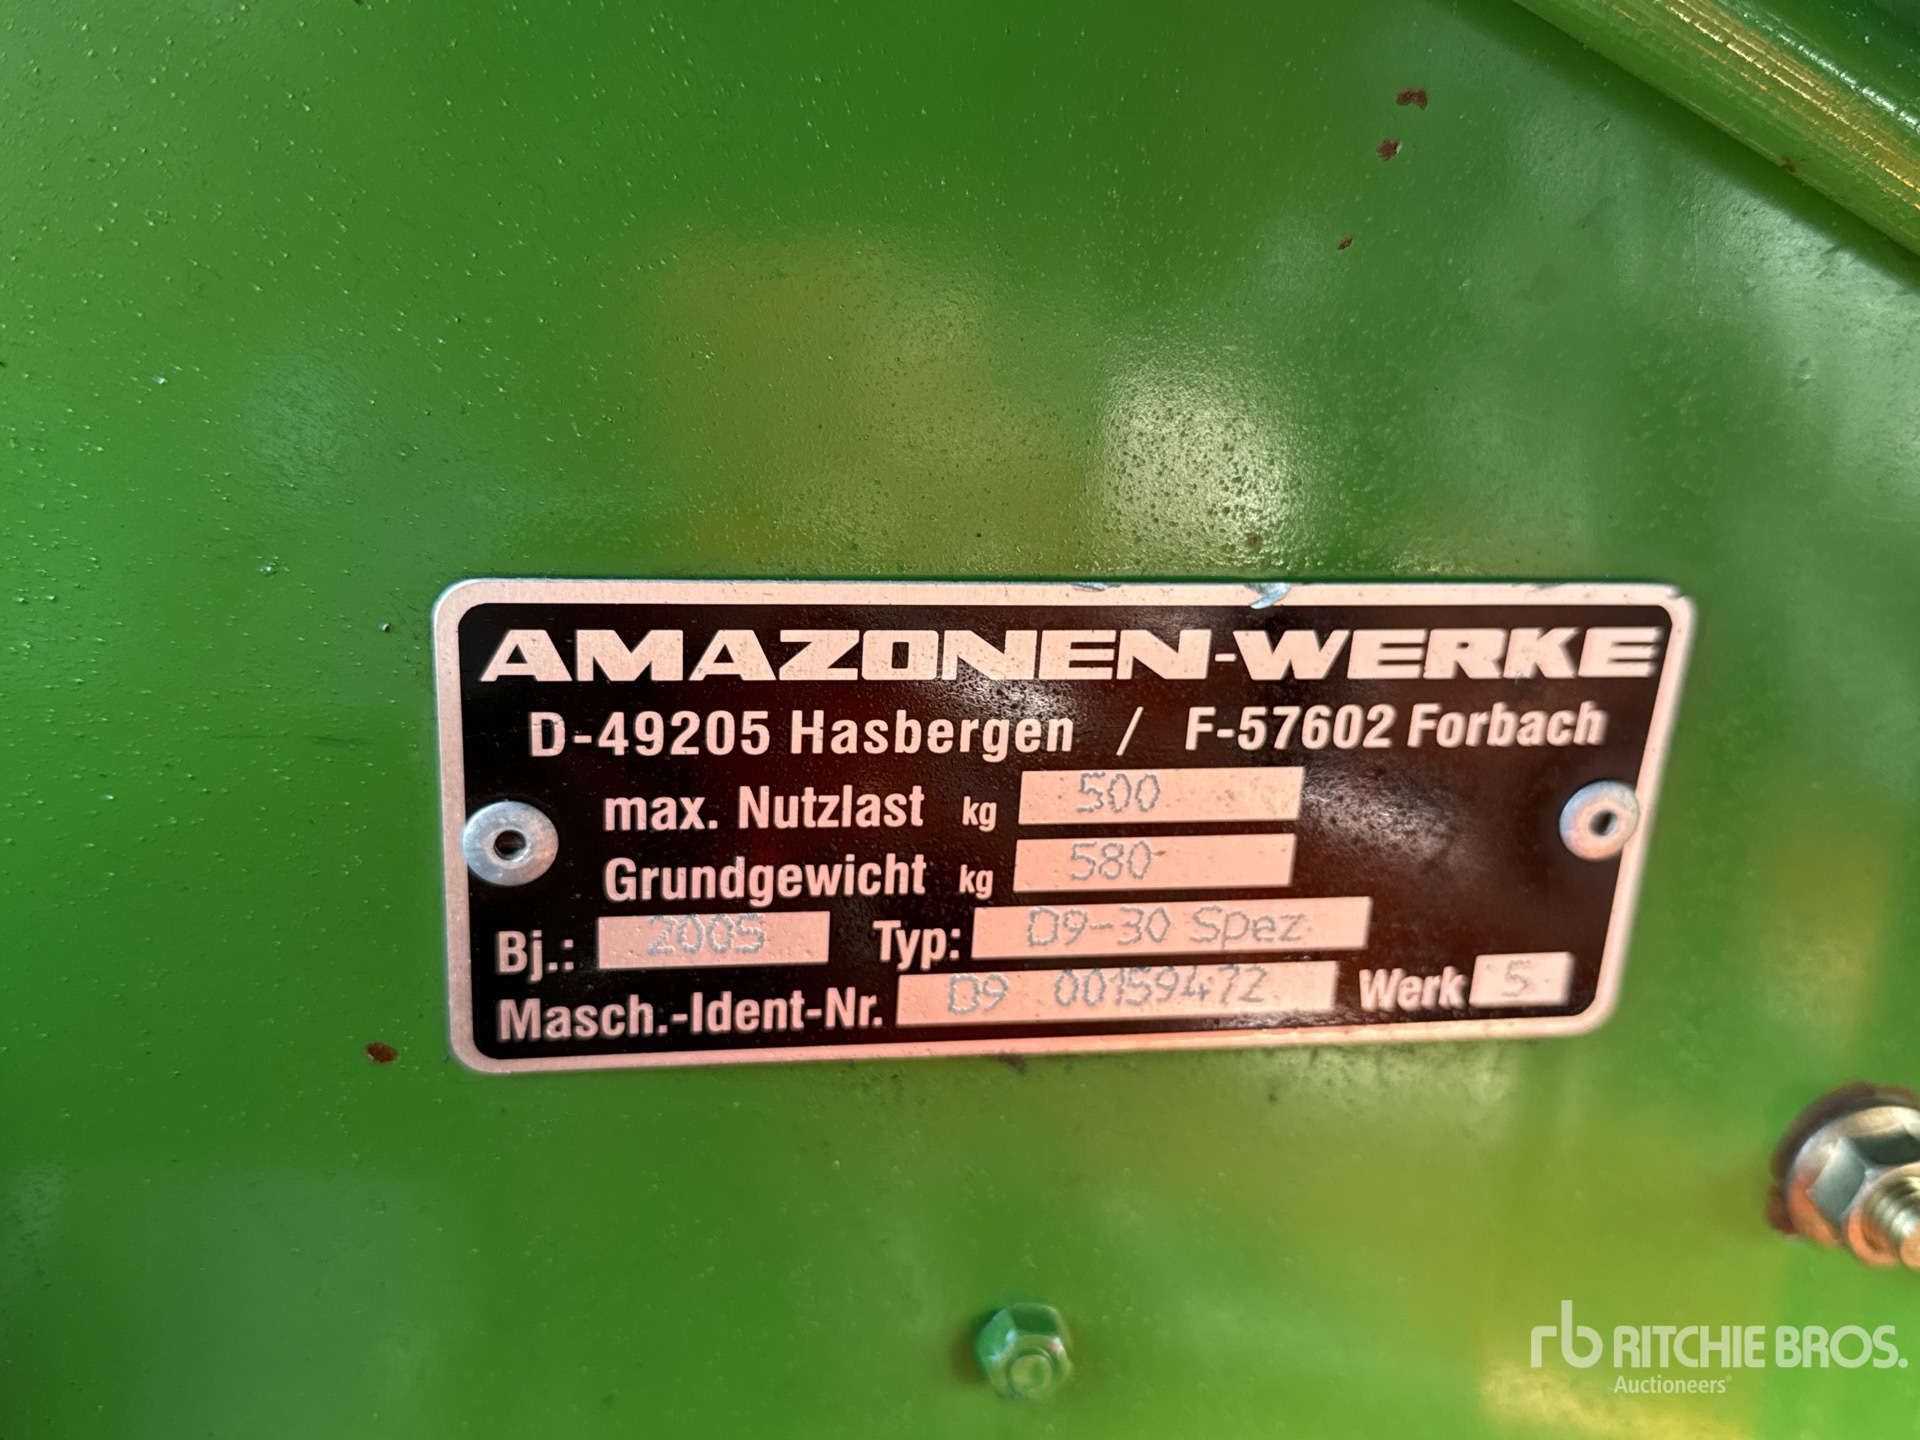 AMAZONEN-WERKE
D-49205 Hasbergen / F-57602 Forbach
max. Nutzlast kg 500
Grundgewicht kg 580
Bj.: 2005 Typ: D9-30 Spez.
Masch.-Ident-Nr. D9 00159472 Werk 5
rb RITCHIE BROS.
Auctioneers